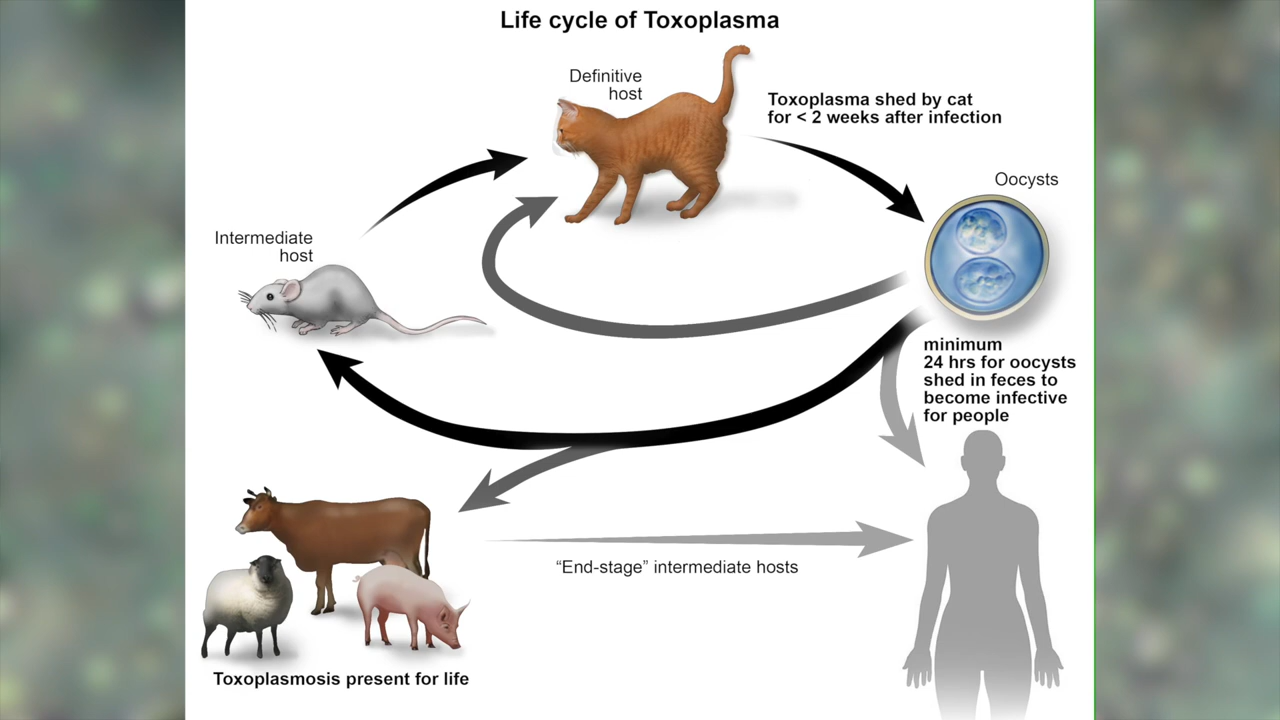 Life cycle of Toxoplasma
Definitive
host
Toxoplasma shed by cat
for < 2 weeks after infection
Oocysts
Intermediate
host
minimum
24 hrs for oocysts
shed in feces to
become infective
for people
“End-stage” intermediate hosts
Toxoplasmosis present for life